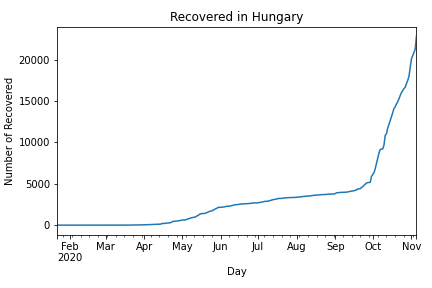 Recovered in Hungary
Number of Recovered
20000
15000
10000
5000
0
Feb Mar Apr May Jun Jul Aug Sep Oct Nov
2020
Day